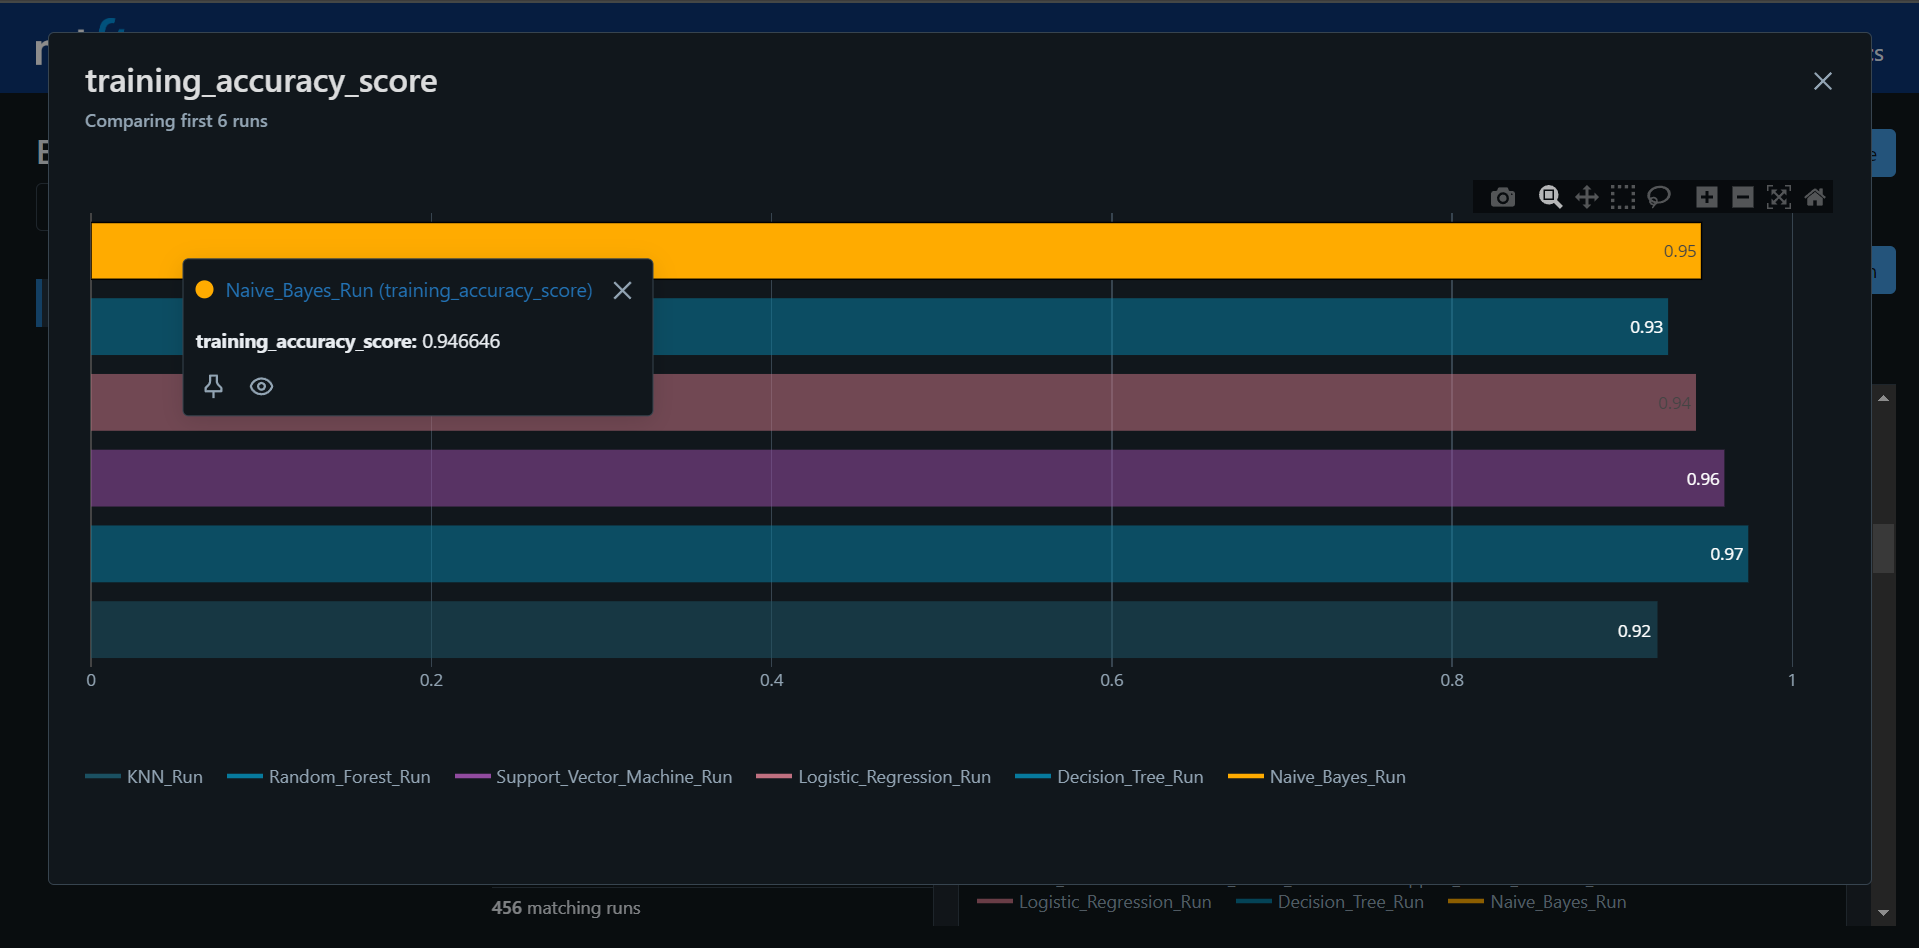 training_accuracy_score
Comparing first 6 runs
0.95
Naive_Bayes_Run (training_accuracy_score)
0.93
training_accuracy_score: 0.946646
0.94
0.96
0.97
0.92
0 0.2 0.4 0.6 0.8 1
KNN_Run Random_Forest_Run Support_Vector_Machine_Run Logistic_Regression_Run Decision_Tree_Run Naive_Bayes_Run
Logistic_Regression_Run Decision_Tree_Run Naive_Bayes_Run
456 matching runs